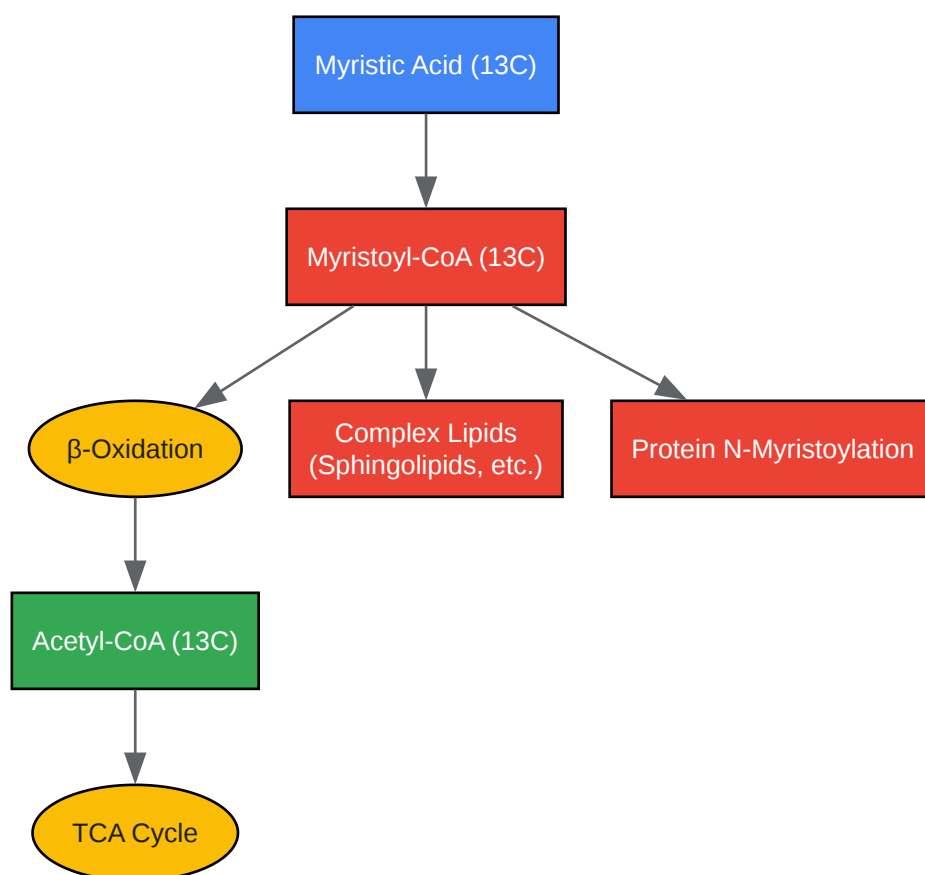 Myristic Acid (13C)
Myristoyl-CoA (13C)
β-Oxidation
Complex Lipids
(Sphingolipids, etc.)
Protein N-Myristoylation
Acetyl-CoA (13C)
TCA Cycle